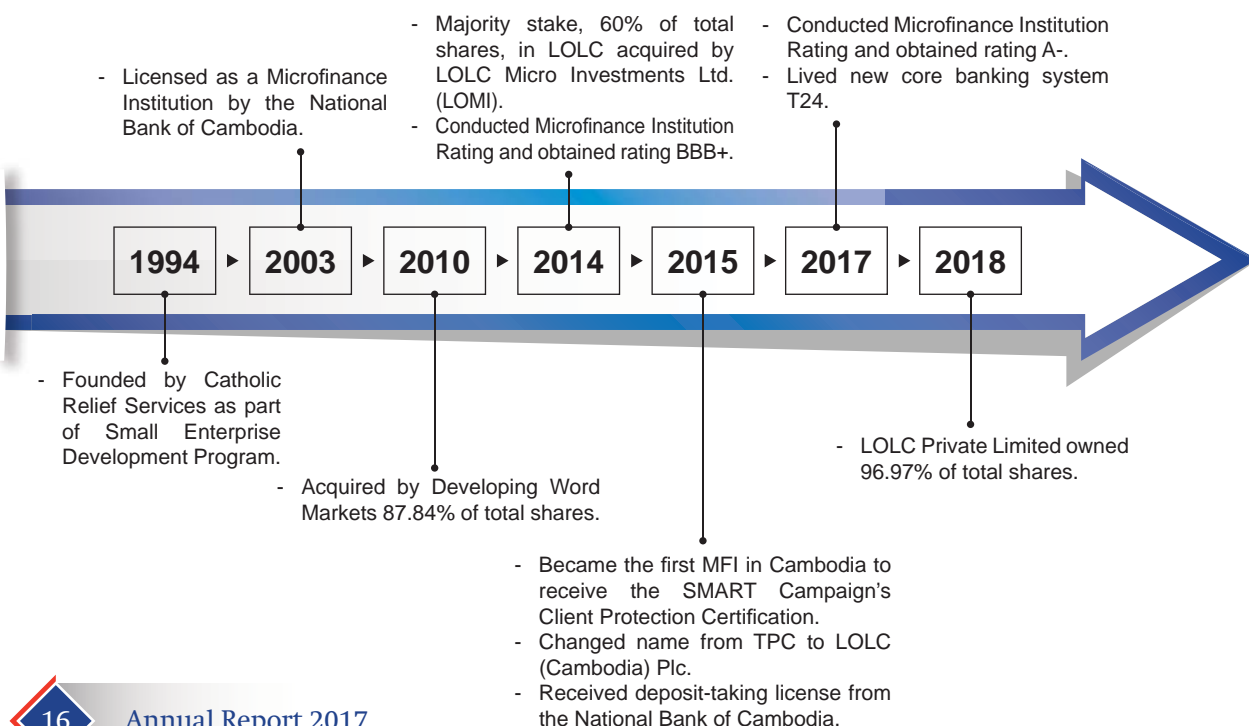 - Licensed as a Microfinance
Institution by the National
Bank of Cambodia.
- Majority stake, 60% of total
shares, in LOLC acquired by
LOLC Micro Investments Ltd.
(LOMI).
- Conducted Microfinance Institution
Rating and obtained rating BBB+.
- Conducted Microfinance Institution
Rating and obtained rating A-.
- Lived new core banking system
T24.
1994 2003 2010 2014 2015 2017 2018
- Founded by Catholic
Relief Services as part
of Small Enterprise
Development Program.
- Acquired by Developing Word
Markets 87.84% of total shares.
- Became the first MFI in Cambodia to
receive the SMART Campaign’s
Client Protection Certification.
- Changed name from TPC to LOLC
(Cambodia) Plc.
- Received deposit-taking license from
the National Bank of Cambodia.
- LOLC Private Limited owned
96.97% of total shares.
16 Annual Report 2017